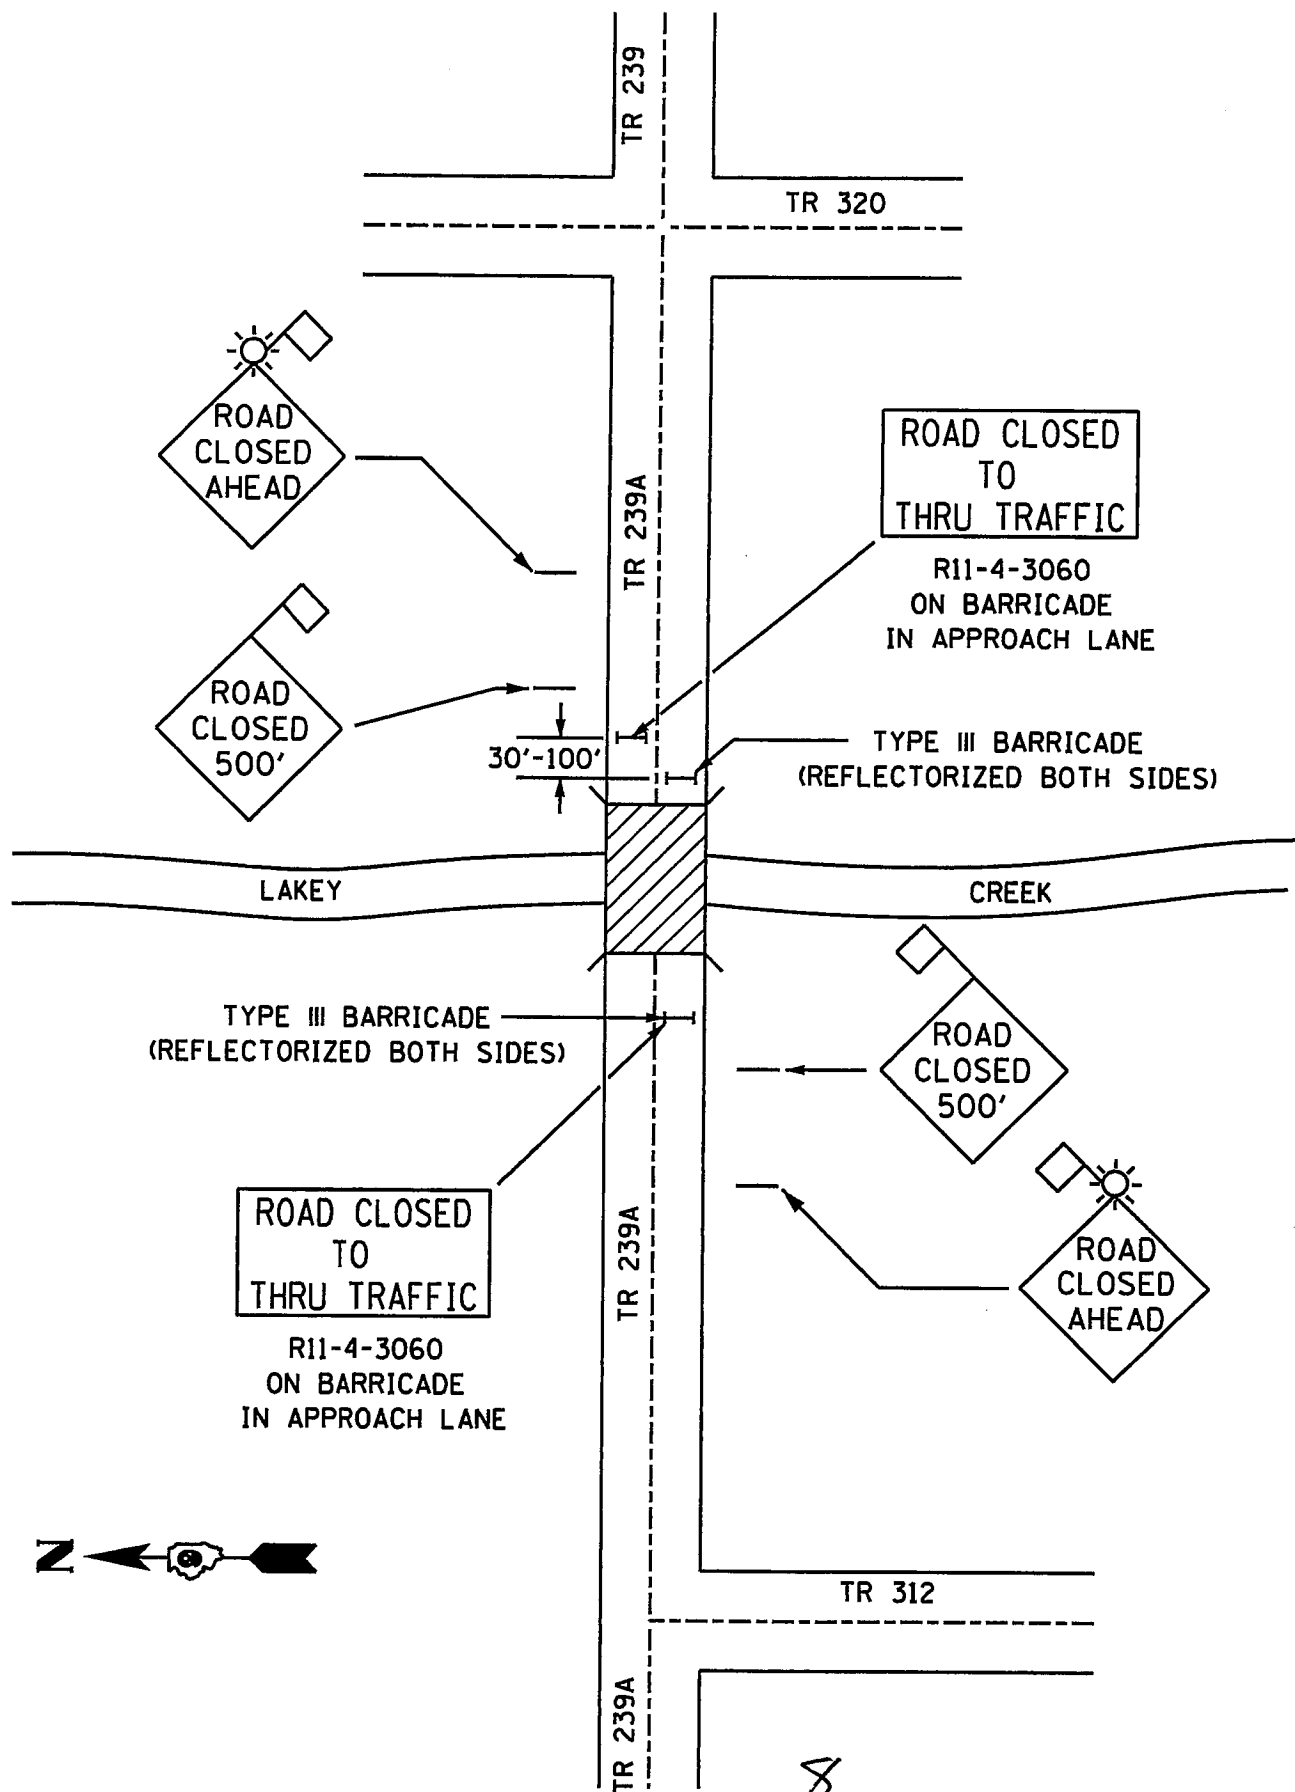 TR 239
TR 320
ROAD
CLOSED
AHEAD
ROAD CLOSED
TO
THRU TRAFFIC
R11-4-3060
ON BARRICADE
IN APPROACH LANE
TR 239A
ROAD
CLOSED
500'
30'-100'
TYPE III BARRICADE
(REFLECTORIZED BOTH SIDES)
LAKEY CREEK
TYPE III BARRICADE
(REFLECTORIZED BOTH SIDES)
ROAD
CLOSED
500'
ROAD CLOSED
TO
THRU TRAFFIC
R11-4-3060
ON BARRICADE
IN APPROACH LANE
TR 239A
ROAD
CLOSED
AHEAD
N
TR 312
TR 239A
8